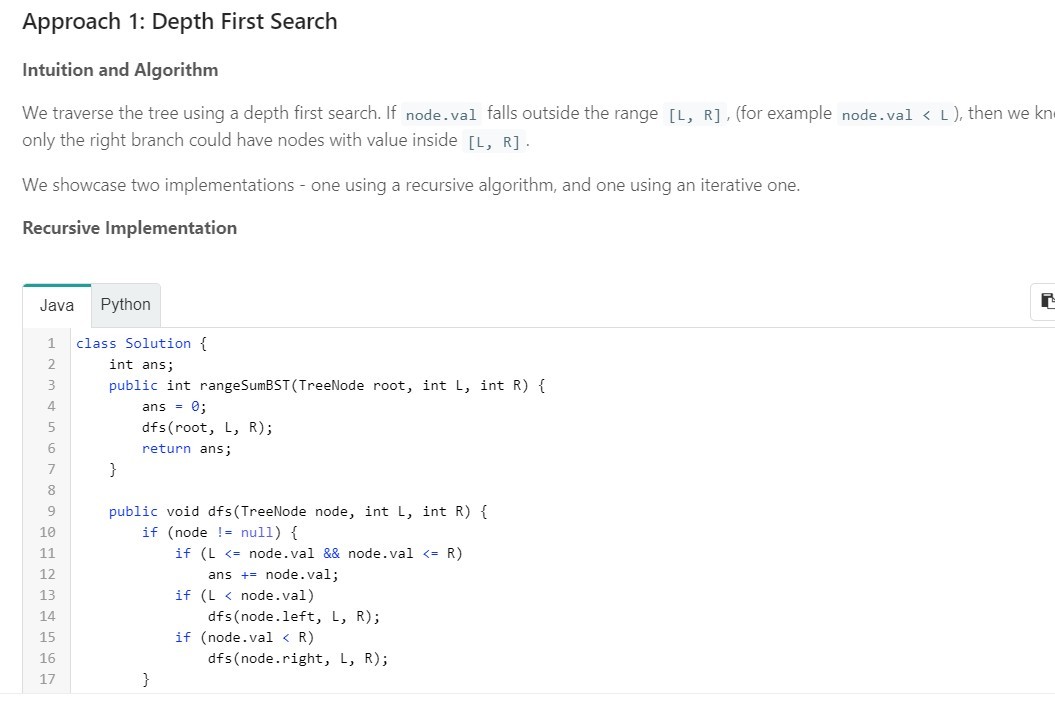 Approach 1: Depth First Search
Intuition and Algorithm
We traverse the tree using a depth first search. If node.val falls outside the range [L, R], (for example node.val < L), then we
only the right branch could have nodes with value inside [L, R].
We showcase two implementations - one using a recursive algorithm, and one using an iterative one.
Recursive Implementation
Java Python
1 class Solution {
2     int ans;
3     public int rangeSumBST(TreeNode root, int L, int R) {
4         ans = 0;
5         dfs(root, L, R);
6         return ans;
7     }
8
9     public void dfs(TreeNode node, int L, int R) {
10         if (node != null) {
11             if (L <= node.val && node.val <= R)
12                 ans += node.val;
13             if (L < node.val)
14                 dfs(node.left, L, R);
15             if (node.val < R)
16                 dfs(node.right, L, R);
17         }